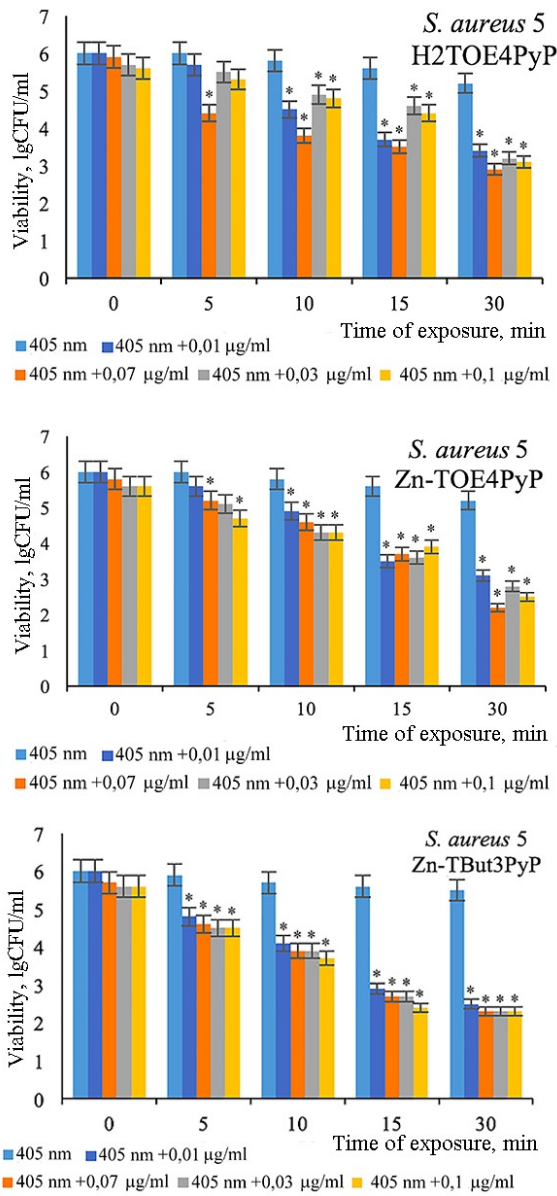 S. aureus 5
H2TOE4PyP
Viability, lgCFU/ml
7
6
5
4
3
2
1
0
* * * * * * * * * * * * *
0 5 10 15 30
Time of exposure, min
405 nm 405 nm +0,01 µg/ml
405 nm +0,07 µg/ml 405 nm +0,03 µg/ml 405 nm +0,1 µg/ml
S. aureus 5
Zn-TOE4PyP
Viability, lgCFU/ml
7
6
5
4
3
2
1
0
* * * * * * * * * * * * * *
0 5 10 15 30
Time of exposure, min
405 nm 405 nm +0,01 µg/ml
405 nm +0,07 µg/ml 405 nm +0,03 µg/ml 405 nm +0,1 µg/ml
S. aureus 5
Zn-TBut3PyP
Viability, lgCFU/ml
7
6
5
4
3
2
1
0
* * * * * * * * * * * * * * * *
0 5 10 15 30
Time of exposure, min
405 nm 405 nm +0,01 µg/ml
405 nm +0,07 µg/ml 405 nm +0,03 µg/ml 405 nm +0,1 µg/ml